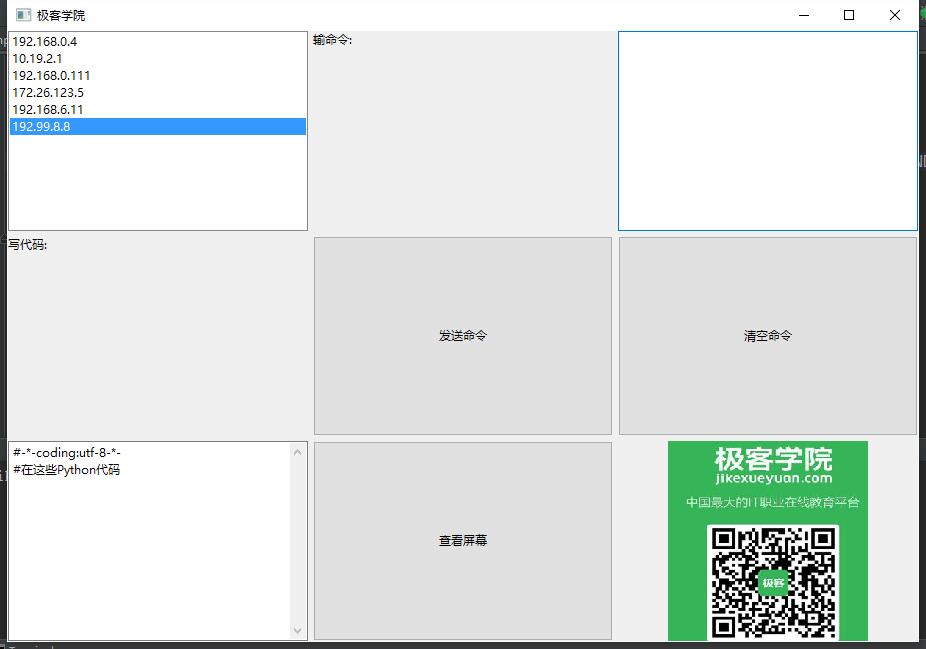 极客学院
192.168.0.4
10.19.2.1
192.168.0.111
172.26.123.5
192.168.6.11
192.99.8.8
输命令:
写代码:
发送命令
清空命令
#-*-coding:utf-8-*-
#在这些Python代码
查看屏幕
极客学院
jikexueyuan.com
中国最大的IT职业在线教育平台
极客